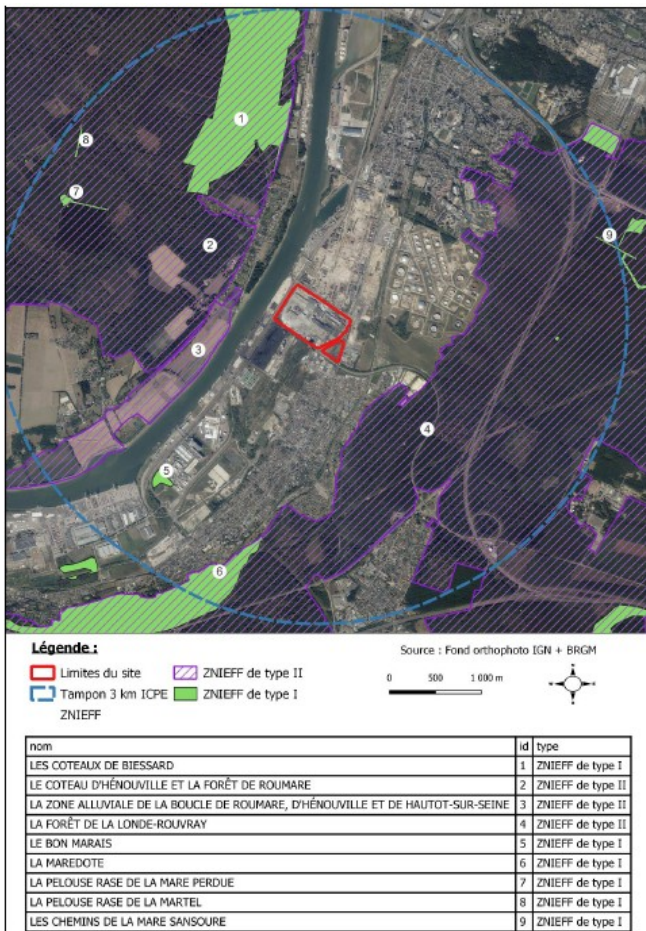 1
8
7
2
9
3
4
5
6
Légende :
Source : Fond orthophoto IGN + BRGM
Limites du site
ZNIEFF de type II
Tampon 3 km ICPE
ZNIEFF de type I
0 500 1 000 m
ZNIEFF
nom id type
LES COTEAUX DE BIESSARD 1 ZNIEFF de type I
LE COTEAU D'HÉNOUVILLE ET LA FORÊT DE ROUMARE 2 ZNIEFF de type II
LA ZONE ALLUVIALE DE LA BOUCLE DE ROUMARE, D'HÉNOUVILLE ET DE HAUTOT-SUR-SEINE 3 ZNIEFF de type II
LA FORÊT DE LA LONDE-ROUVRAY 4 ZNIEFF de type II
LE BON MARAIS 5 ZNIEFF de type I
LA MAREDOTE 6 ZNIEFF de type I
LA PELOUSE RASE DE LA MARE PERDUE 7 ZNIEFF de type I
LA PELOUSE RASE DE LA MARTEL 8 ZNIEFF de type I
LES CHEMINS DE LA MARE SANSOURE 9 ZNIEFF de type I